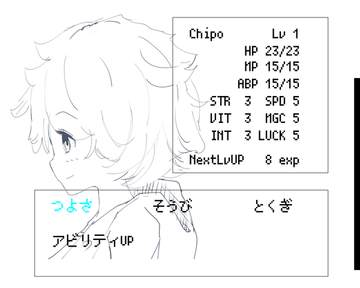 Chipo Lv 1
HP 23/23
MP 15/15
ABP 15/15
STR 3 SPD 5
VIT 3 MGC 5
INT 3 LUCK 5
NextLvUP 8 exp
つよさ そうび とくぎ
アビリティUP